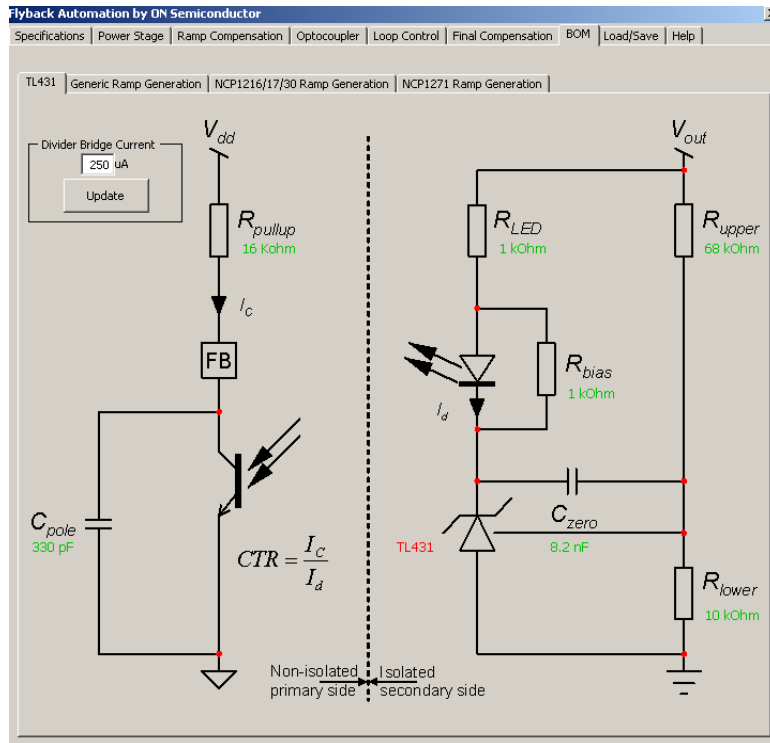 Flyback Automation by ON Semiconductor
Specifications Power Stage Ramp Compensation Optocoupler Loop Control Final Compensation BOM Load/Save Help
TL431 Generic Ramp Generation NCP1216/17/30 Ramp Generation NCP1271 Ramp Generation
Divider Bridge Current
250 uA
Update
Vdd
Rpullup
16 Kohm
IC
FB
Cpole
330 pF
CTR = IC / Id
Vout
RLED
1 kOhm
Rupper
68 kOhm
Rbias
1 kOhm
Id
Czero
8.2 nF
TL431
Rlower
10 kOhm
Non-isolated
primary side
Isolated
secondary side